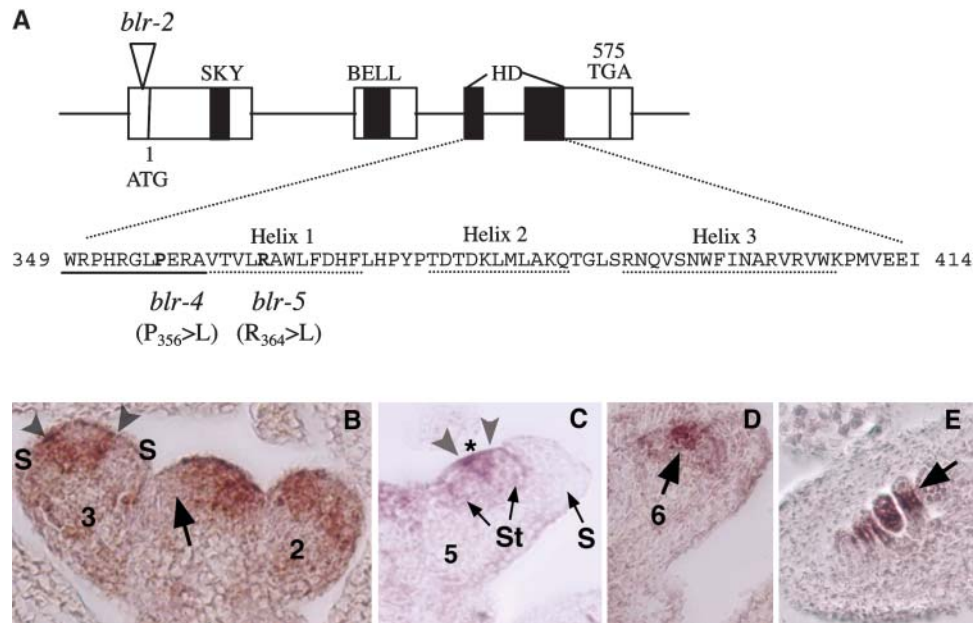 A
blr-2
SKY
BELL
HD
575
TGA
1
ATG
Helix 1
Helix 2
Helix 3
349 WRPHRGLPERAVTVLRAWLFDHFLHPYPTDTDKLMLAKQTGLSRNQVSNWFINARVRVWKPMVEEI 414
blr-4
blr-5
(P356>L)
(R364>L)
B
S
S
3
2
C
*
St
S
5
D
6
E